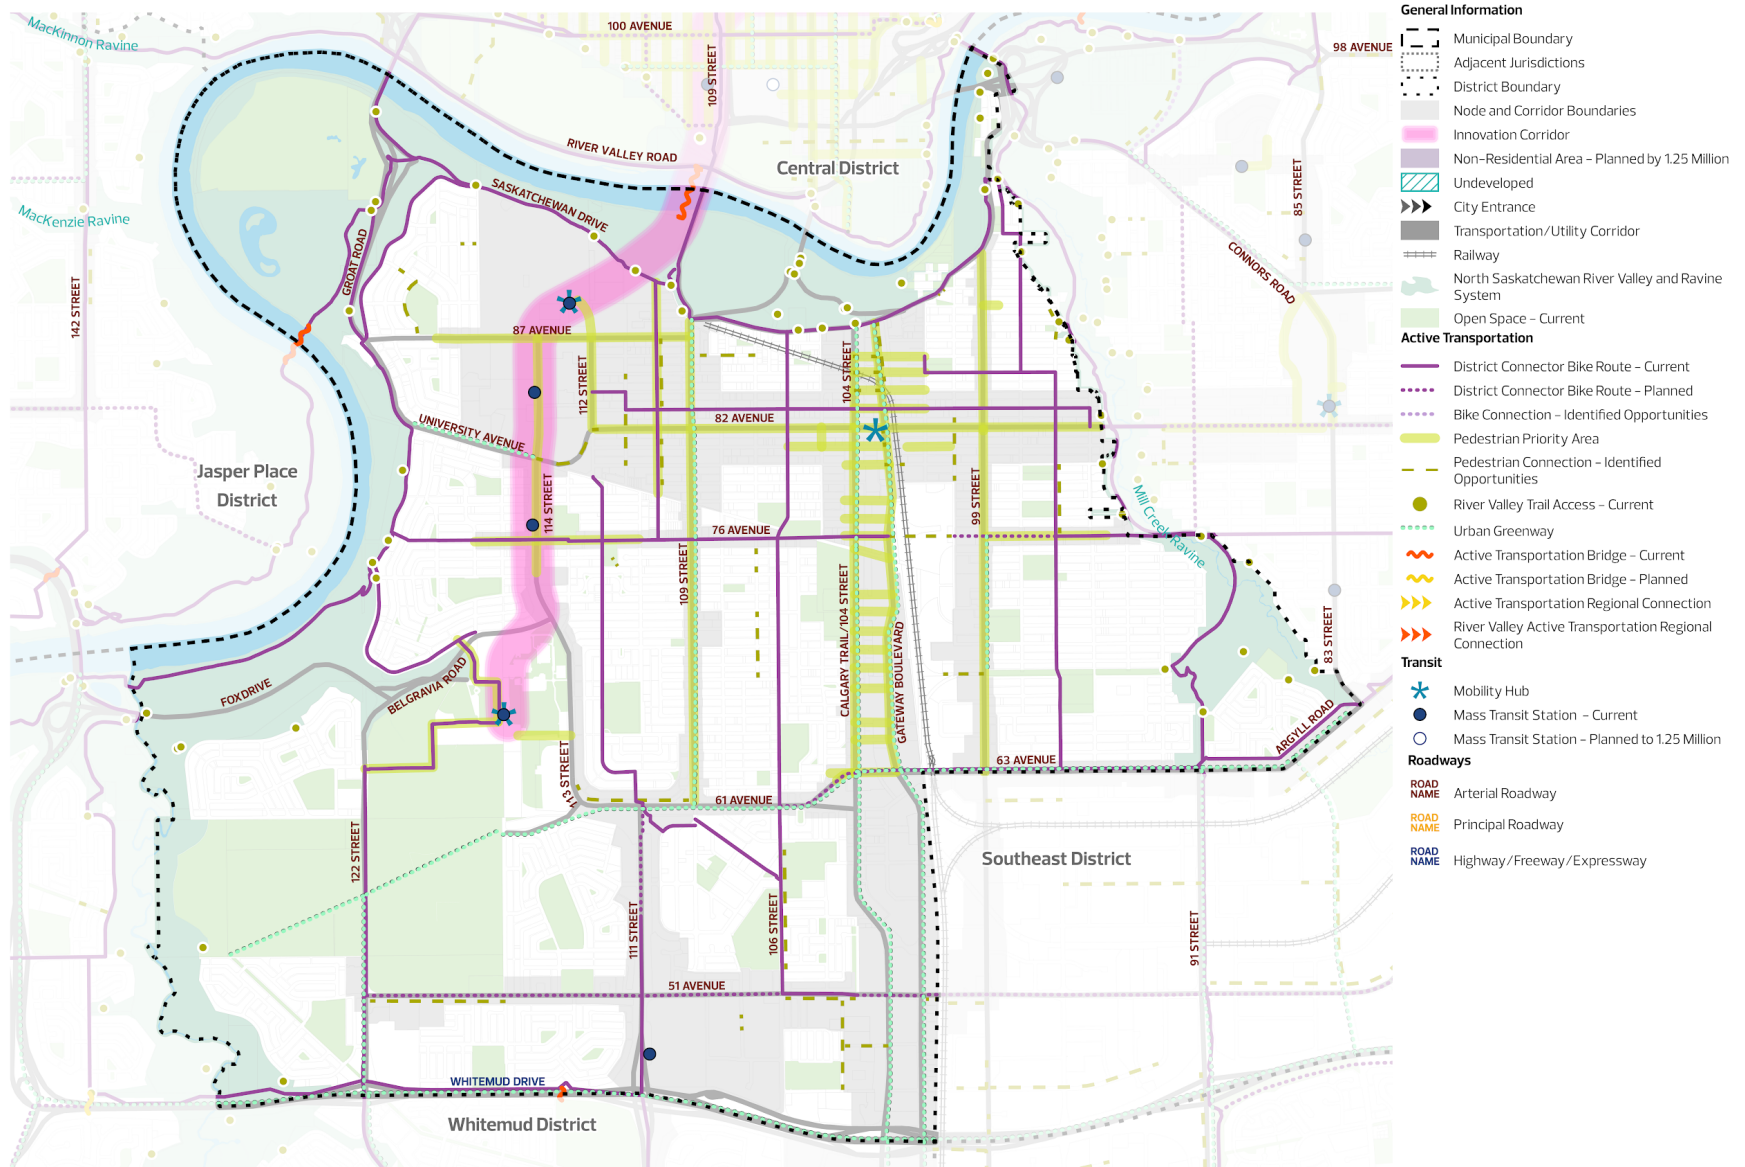 MacKinnon Ravine
100 AVENUE
109 STREET
98 AVENUE
RIVER VALLEY ROAD
Central District
85 STREET
MacKenzie Ravine
SASKATCHEWAN DRIVE
GROAT ROAD
CONNORS ROAD
142 STREET
87 AVENUE
112 STREET
104 STREET
82 AVENUE
UNIVERSITY AVENUE
Jasper Place
District
114 STREET
99 STREET
Mill Creek Ravine
76 AVENUE
109 STREET
CALGARY TRAIL/104 STREET
GATEWAY BOULEVARD
83 STREET
FOX DRIVE
BELGRAVIA ROAD
ARGYLL ROAD
113 STREET
63 AVENUE
61 AVENUE
122 STREET
Southeast District
111 STREET
106 STREET
91 STREET
51 AVENUE
WHITEMUD DRIVE
Whitemud District
General Information
Municipal Boundary
Adjacent Jurisdictions
District Boundary
Node and Corridor Boundaries
Innovation Corridor
Non-Residential Area - Planned by 1.25 Million
Undeveloped
City Entrance
Transportation/Utility Corridor
Railway
North Saskatchewan River Valley and Ravine
System
Open Space - Current
Active Transportation
District Connector Bike Route - Current
District Connector Bike Route - Planned
Bike Connection - Identified Opportunities
Pedestrian Priority Area
Pedestrian Connection - Identified
Opportunities
River Valley Trail Access - Current
Urban Greenway
Active Transportation Bridge - Current
Active Transportation Bridge - Planned
Active Transportation Regional Connection
River Valley Active Transportation Regional
Connection
Transit
Mobility Hub
Mass Transit Station - Current
Mass Transit Station - Planned to 1.25 Million
Roadways
ROAD
NAME
Arterial Roadway
ROAD
NAME
Principal Roadway
ROAD
NAME
Highway/Freeway/Expressway